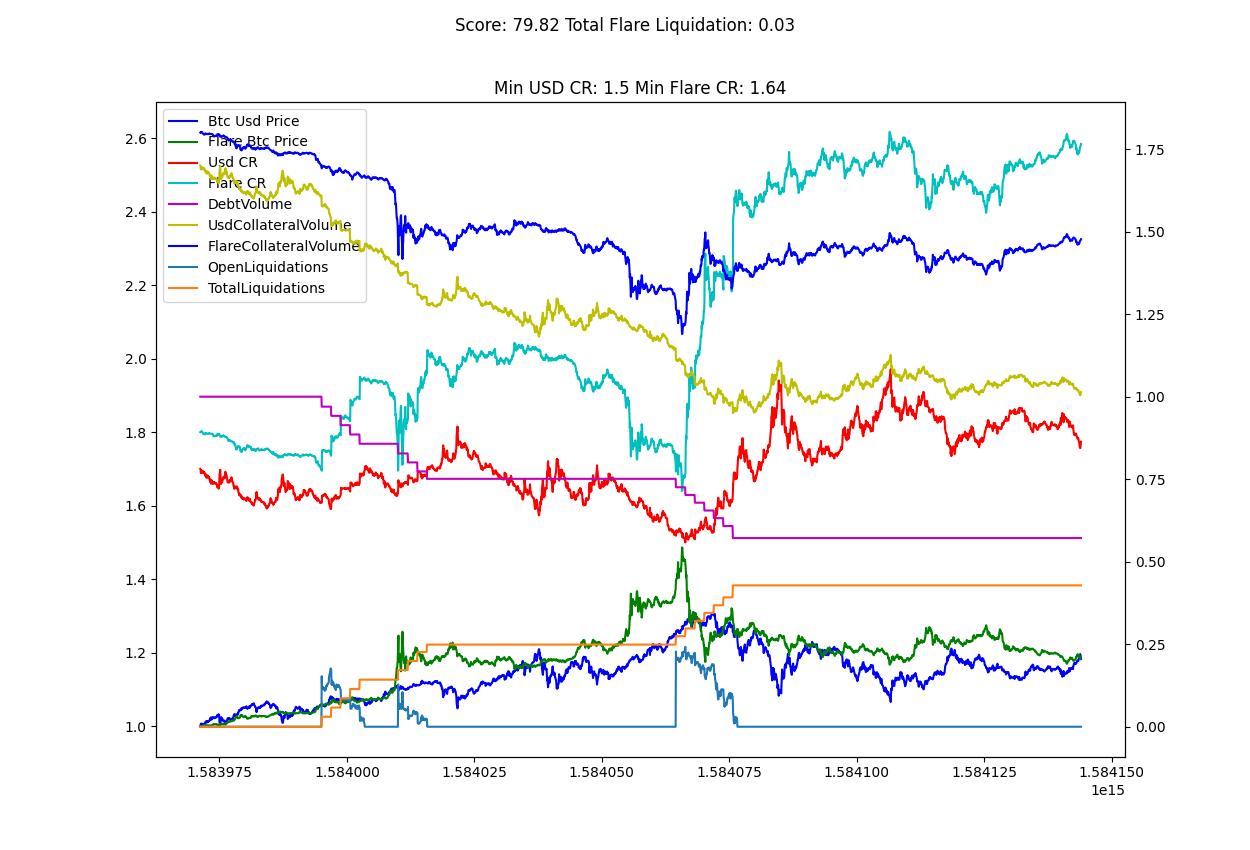 Score: 79.82 Total Flare Liquidation: 0.03
Min USD CR: 1.5 Min Flare CR: 1.64
Btc Usd Price
Flare Btc Price
Usd CR
Flare CR
DebtVolume
UsdCollateralVolume
FlareCollateralVolume
OpenLiquidations
TotalLiquidations
2.6
2.4
2.2
2.0
1.8
1.6
1.4
1.2
1.0
1.75
1.50
1.25
1.00
0.75
0.50
0.25
0.00
1.583975 1.584000 1.584025 1.584050 1.584075 1.584100 1.584125 1.584150
1e15